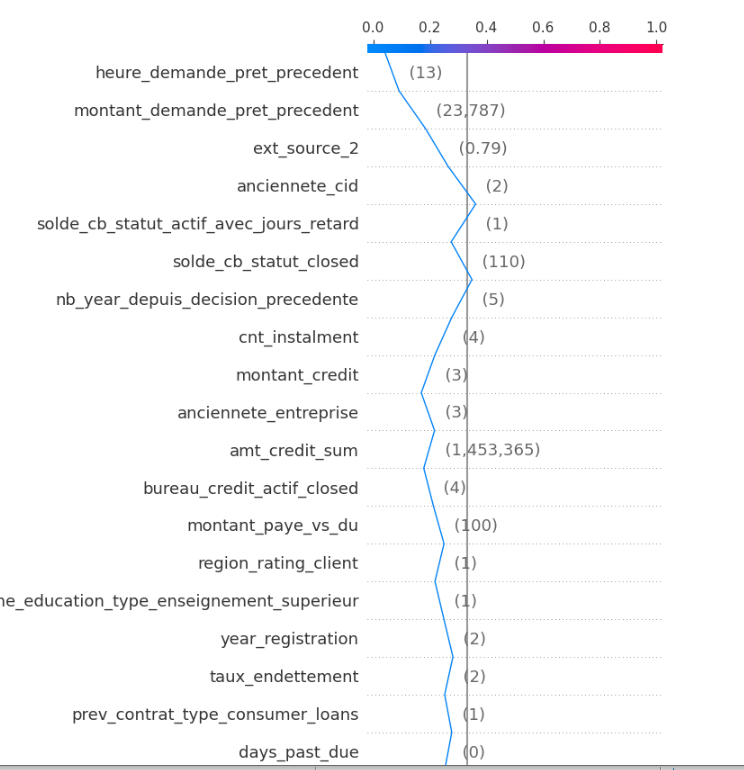 0.0 0.2 0.4 0.6 0.8 1.0
heure_demande_pret_precedent (13)
montant_demande_pret_precedent (23,787)
ext_source_2 (0.79)
anciennete_cid (2)
solde_cb_statut_actif_avec_jours_retard (1)
solde_cb_statut_closed (110)
nb_year_depuis_decision_precedente (5)
cnt_instalment (4)
montant_credit (3)
anciennete_entreprise (3)
amt_credit_sum (1,453,365)
bureau_credit_actif_closed (4)
montant_paye_vs_du (100)
region_rating_client (1)
ne_education_type_enseignement_superieur (1)
year_registration (2)
taux_endettement (2)
prev_contrat_type_consumer_loans (1)
days_past_due (0)